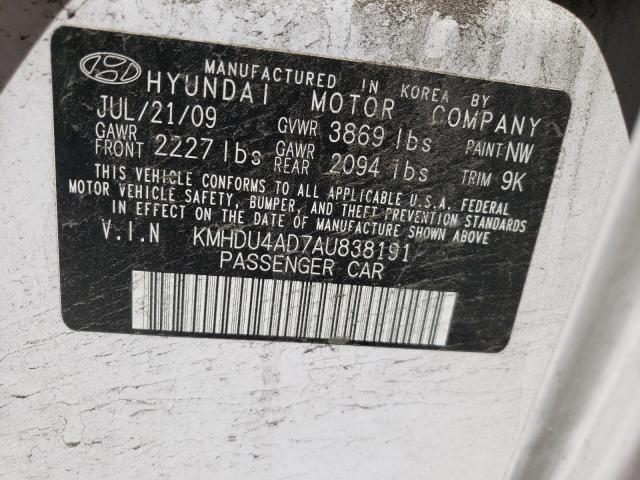 MANUFACTURED IN KOREA BY
HYUNDAI MOTOR COMPANY
JUL/21/09 GVWR 3869 lbs PAINT NW
GAWR FRONT 2227 lbs GAWR REAR 2094 lbs TRIM 9K
THIS VEHICLE CONFORMS TO ALL APPLICABLE U.S.A. FEDERAL
MOTOR VEHICLE SAFETY, BUMPER, AND THEFT PREVENTION STANDARDS
IN EFFECT ON THE DATE OF MANUFACTURE SHOWN ABOVE
V.I.N KMHDU4AD7AU838191
PASSENGER CAR